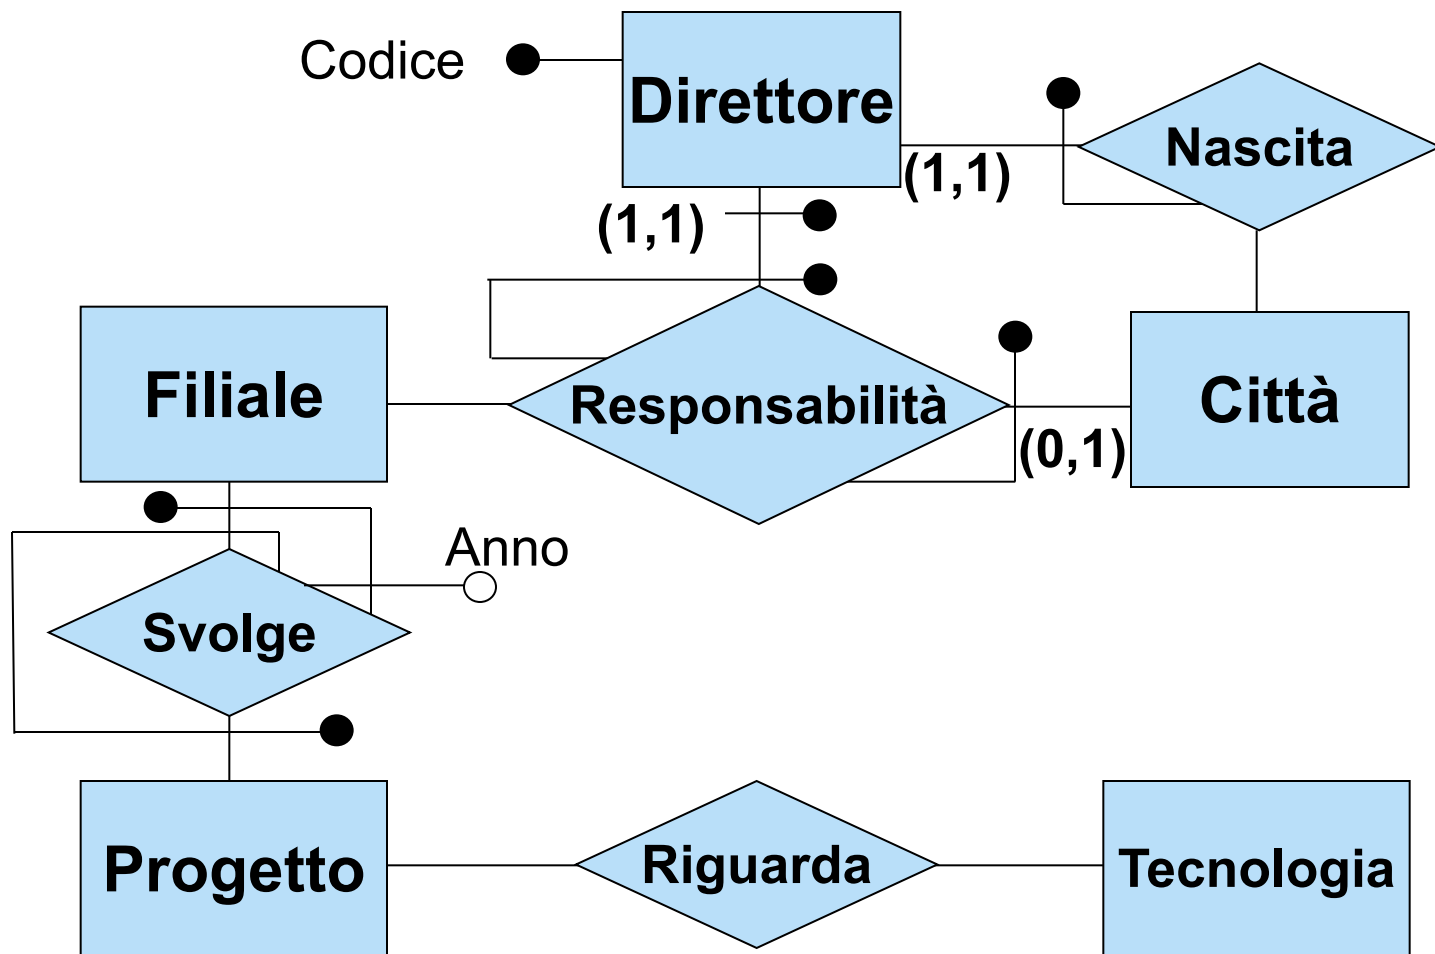 Codice
Direttore
Nascita
(1,1)
(1,1)
Filiale
Responsabilità
Città
(0,1)
Anno
Svolge
Progetto
Riguarda
Tecnologia